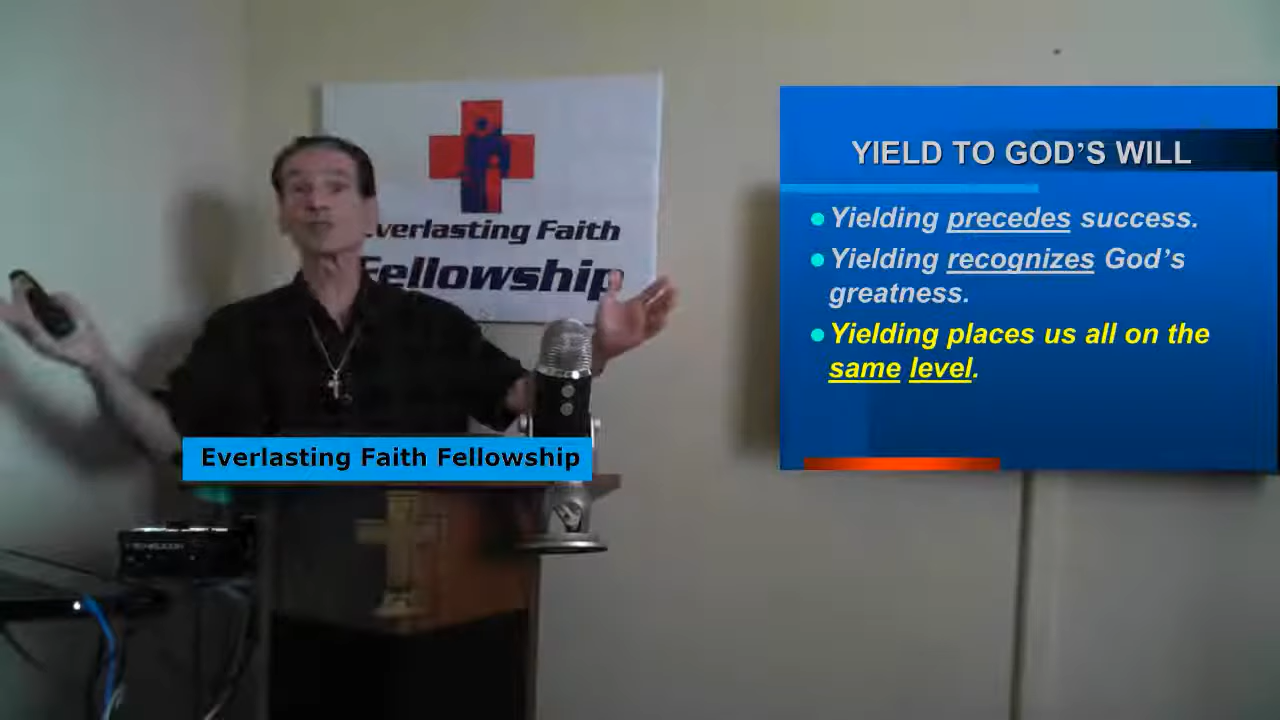 Everlasting Faith
Fellowship
YIELD TO GOD’S WILL
Yielding precedes success.
Yielding recognizes God’s
greatness.
Yielding places us all on the
same level.
Everlasting Faith Fellowship